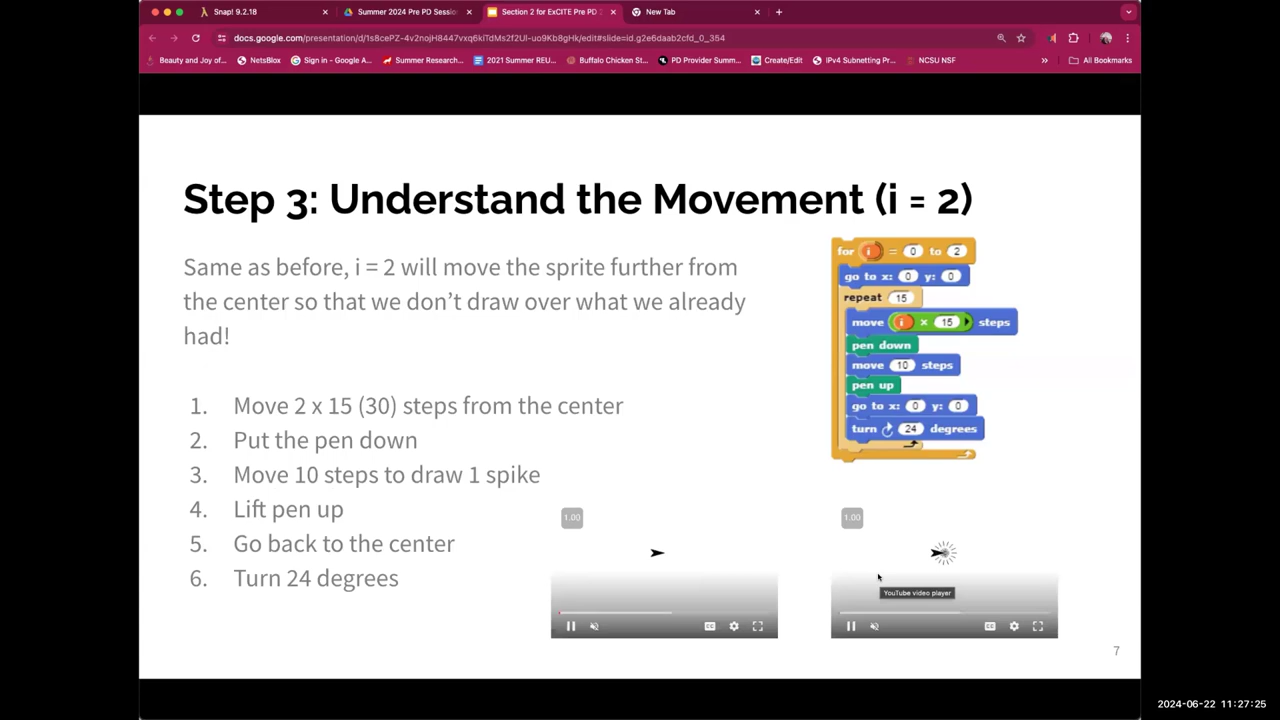 Snap! 9.2.18
Summer 2024 Pre PD Sessio
Section 2 for ExCITE Pre PD
New Tab
docs.google.com/presentation/d/1s8cePZ-4v2nojH8447vxq6kiTdMs2f2Ul-uo9Kb8gHk/edit#slide=id.g2e6daab2cfd_0_354
Beauty and Joy of...
NetsBlox
Sign in - Google A...
Summer Research...
2021 Summer REU...
Buffalo Chicken St...
PD Provider Summ...
Create/Edit
IPv4 Subnetting Pr...
NCSU NSF
»
All Bookmarks
Step 3: Understand the Movement (i = 2)
Same as before, i = 2 will move the sprite further from
the center so that we don't draw over what we already
had!
1. Move 2 x 15 (30) steps from the center
2. Put the pen down
3. Move 10 steps to draw 1 spike
4. Lift pen up
5. Go back to the center
6. Turn 24 degrees
for i = 0 to 2
go to x: 0 y: 0
repeat 15
move i × 15 steps
pen down
move 10 steps
pen up
go to x: 0 y: 0
turn 24 degrees
1.00
1.00
YouTube video player
CC
CC
7
2024-06-22 11:27:25